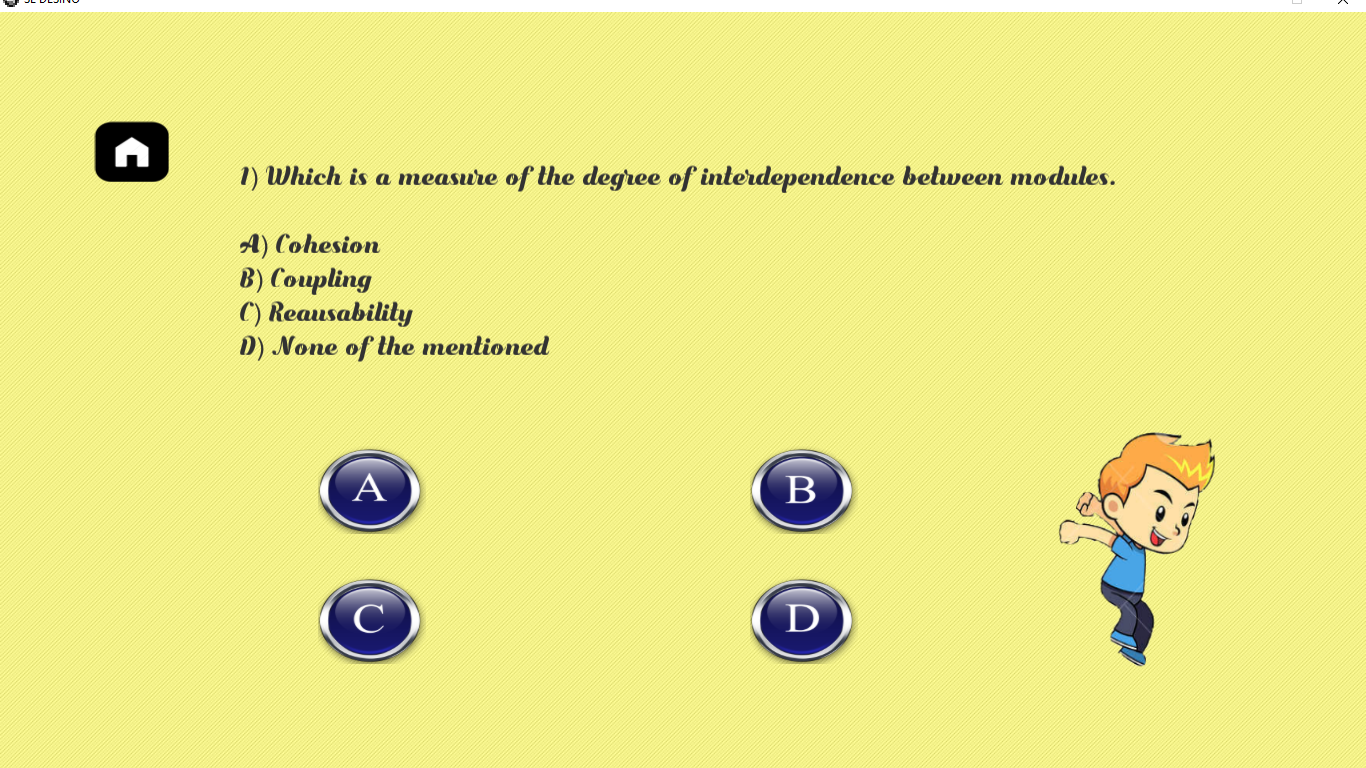 1) Which is a measure of the degree of interdependence between modules.
A) Cohesion
B) Coupling
C) Reausability
D) None of the mentioned
A
B
C
D